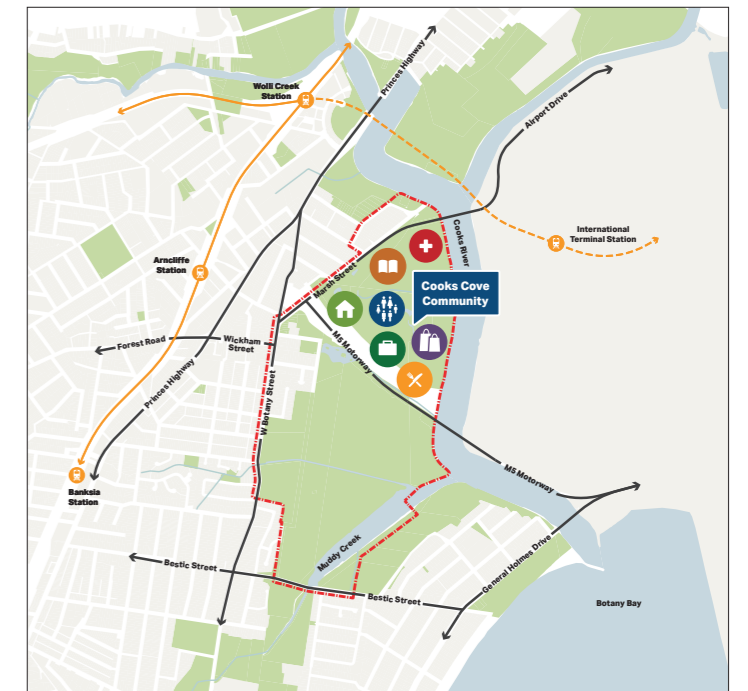 Princes Highway
Wolli Creek
Station
Airport Drive
Cooks River
International
Terminal Station
Arncliffe
Station
Marsh Street
Cooks Cove
Community
Forest Road
Wickham
Street
M5 Motorway
Princes Highway
W Botany Street
Banksia
Station
M5 Motorway
Muddy Creek
General Holmes Drive
Bestic Street
Bestic Street
Botany Bay